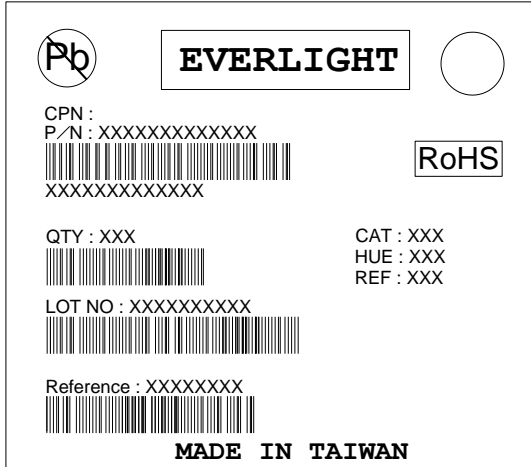 Pb
EVERLIGHT
CPN :
P/N : XXXXXXXXXXXXX
XXXXXXXXXXXXX
RoHS
QTY : XXX
CAT : XXX
HUE : XXX
REF : XXX
LOT NO : XXXXXXXXXX
Reference : XXXXXXXX
MADE IN TAIWAN